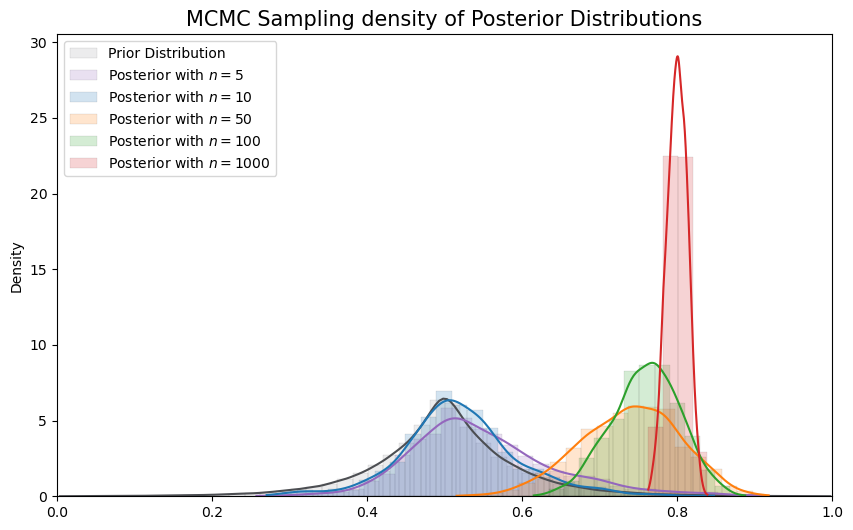 MCMC Sampling density of Posterior Distributions
30
25
20
15
10
5
0
Density
Prior Distribution
Posterior with n = 5
Posterior with n = 10
Posterior with n = 50
Posterior with n = 100
Posterior with n = 1000
0.0 0.2 0.4 0.6 0.8 1.0